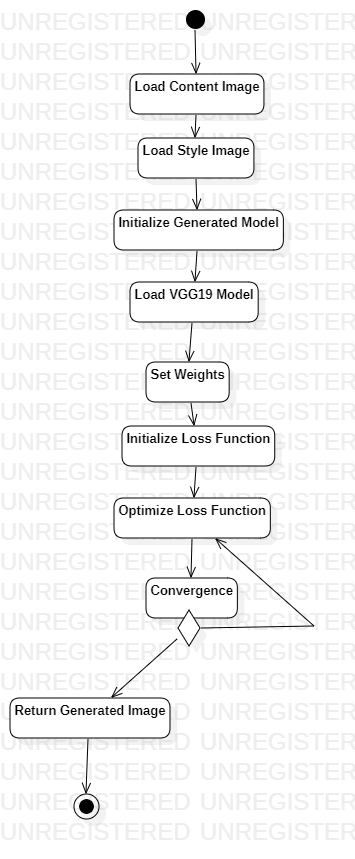 UNREGISTERED
Load Content Image
Load Style Image
Initialize Generated Model
Load VGG19 Model
Set Weights
Initialize Loss Function
Optimize Loss Function
Convergence
Return Generated Image